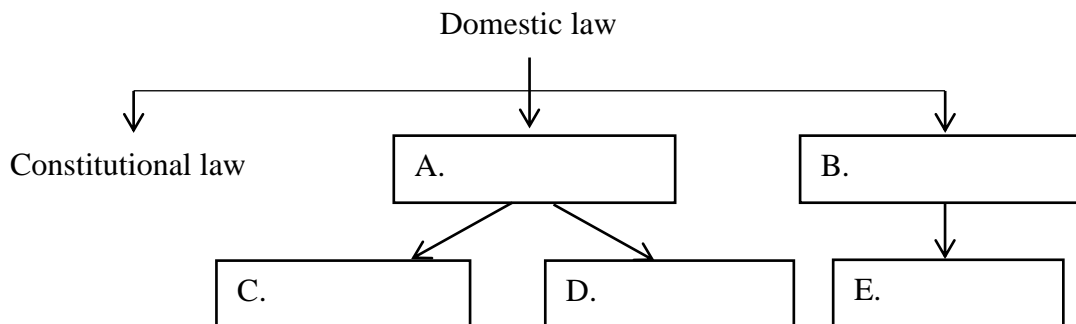 Domestic law
Constitutional law
A.
B.
C.
D.
E.